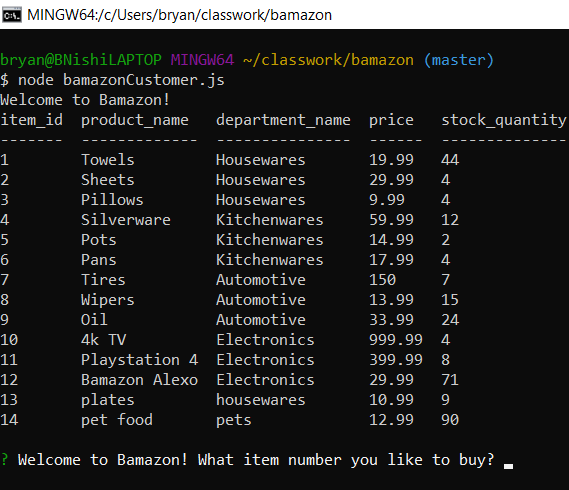 MINGW64:/c/Users/bryan/classwork/bamazon
bryan@BNishiLAPTOP MINGW64 ~/classwork/bamazon (master)
$ node bamazonCustomer.js
Welcome to Bamazon!
item_id  product_name   department_name  price   stock_quantity
-------  -------------  ---------------  ------  --------------
1        Towels         Housewares       19.99   44
2        Sheets         Housewares       29.99   4
3        Pillows        Housewares       9.99    4
4        Silverware     Kitchenwares     59.99   12
5        Pots           Kitchenwares     14.99   2
6        Pans           Kitchenwares     17.99   4
7        Tires          Automotive       150     7
8        Wipers         Automotive       13.99   15
9        Oil            Automotive       33.99   24
10       4k TV          Electronics      999.99  4
11       Playstation 4  Electronics      399.99  8
12       Bamazon Alexo  Electronics      29.99   71
13       plates         housewares       10.99   9
14       pet food       pets             12.99   90
? Welcome to Bamazon! What item number you like to buy?